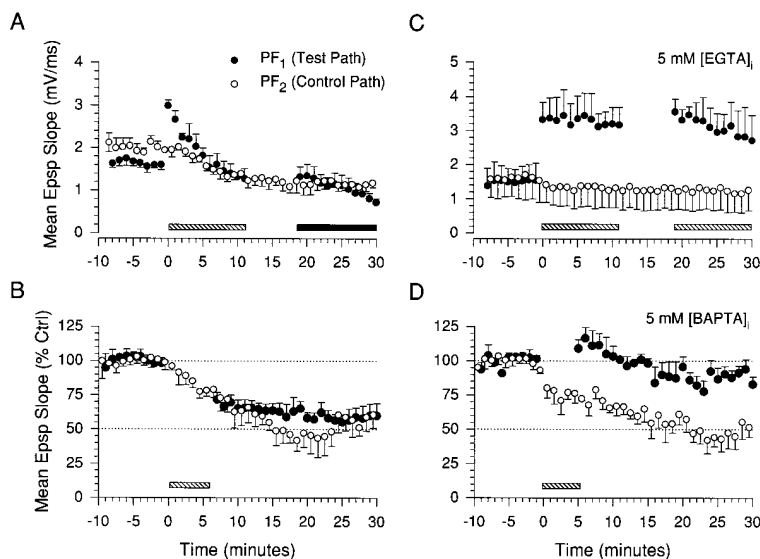 A
PF1 (Test Path)
PF2 (Control Path)
Mean Epsp Slope (mV/ms)
4
3
2
1
0
-10 -5 0 5 10 15 20 25 30
C
5 mM [EGTA]i
5
4
3
2
1
0
-10 -5 0 5 10 15 20 25 30
B
Mean Epsp Slope (% Ctrl)
125
100
75
50
25
0
-10 -5 0 5 10 15 20 25 30
Time (minutes)
D
5 mM [BAPTA]i
125
100
75
50
25
0
-10 -5 0 5 10 15 20 25 30
Time (minutes)